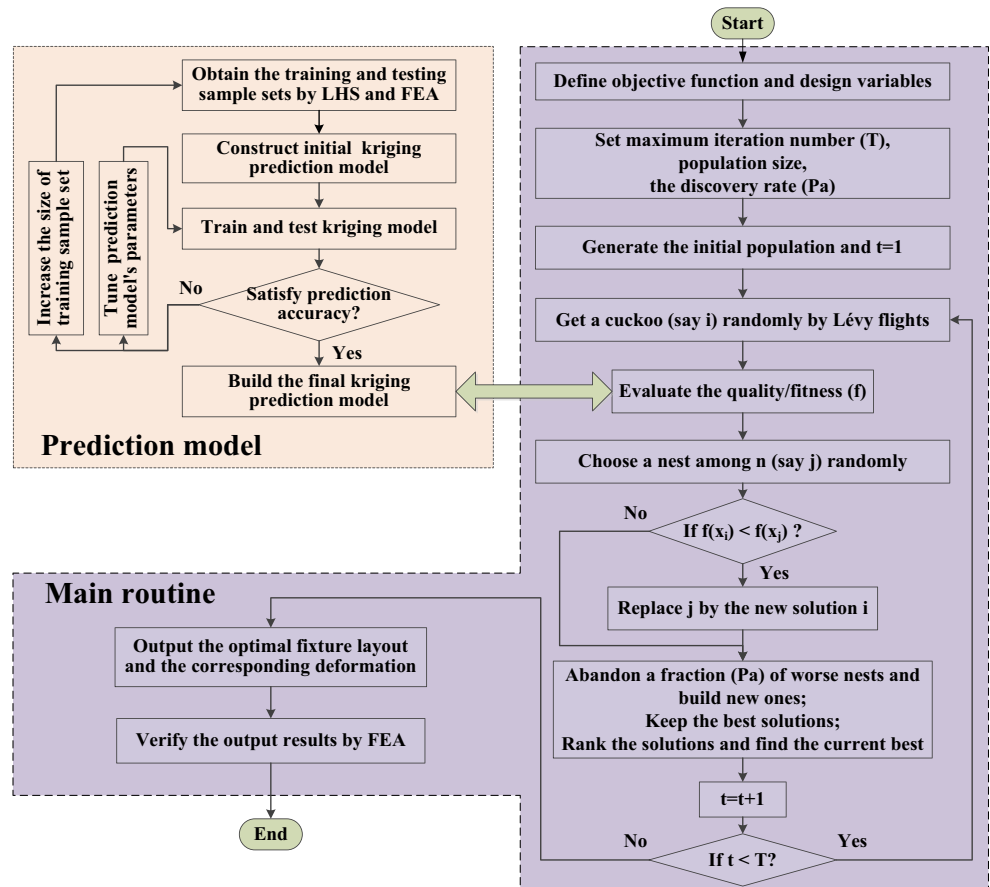 Start
Obtain the training and testing
sample sets by LHS and FEA
Construct initial kriging
prediction model
Train and test kriging model
Increase the size of
training sample set
Tune prediction
model's parameters
No
Satisfy prediction
accuracy?
Yes
Build the final kriging
prediction model
Prediction model
Define objective function and design variables
Set maximum iteration number (T),
population size,
the discovery rate (Pa)
Generate the initial population and t=1
Get a cuckoo (say i) randomly by Lévy flights
Evaluate the quality/fitness (f)
Choose a nest among n (say j) randomly
No
If f(xi) < f(xj) ?
Yes
Replace j by the new solution i
Abandon a fraction (Pa) of worse nests and
build new ones;
Keep the best solutions;
Rank the solutions and find the current best
t=t+1
No
If t < T?
Yes
Main routine
Output the optimal fixture layout
and the corresponding deformation
Verify the output results by FEA
End